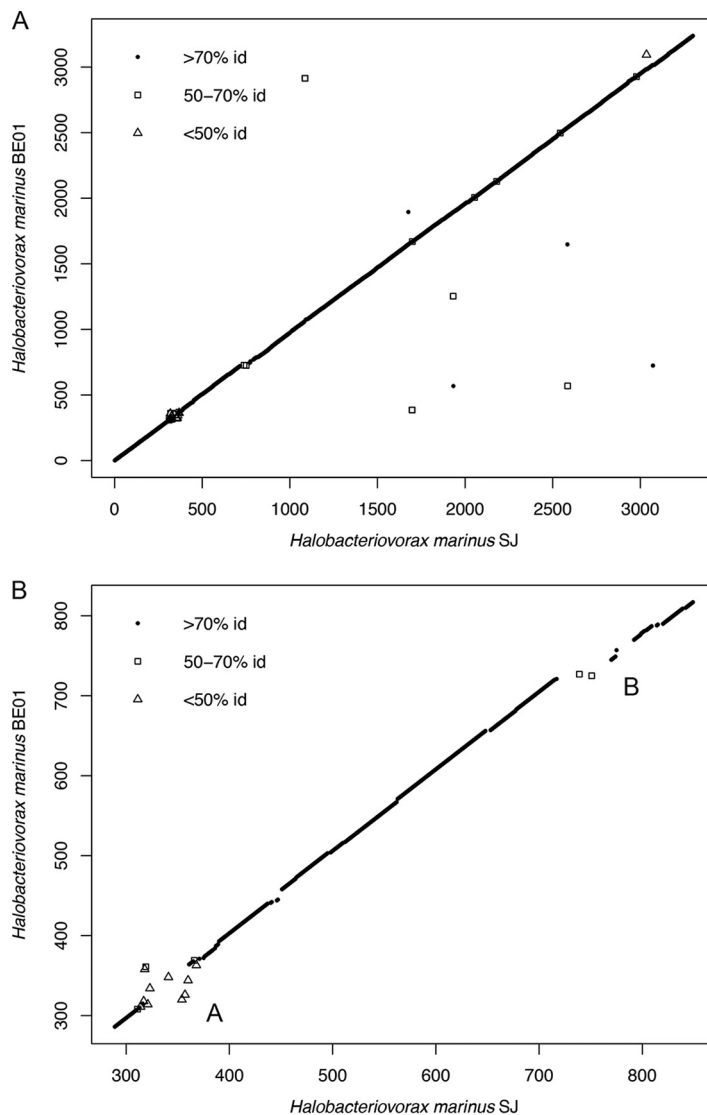 A
>70% id
50–70% id
<50% id
Halobacteriovorax marinus BE01
0 500 1000 1500 2000 2500 3000
0 500 1000 1500 2000 2500 3000
Halobacteriovorax marinus SJ
B
>70% id
50–70% id
<50% id
Halobacteriovorax marinus BE01
300 400 500 600 700 800
B
A
300 400 500 600 700 800
Halobacteriovorax marinus SJ